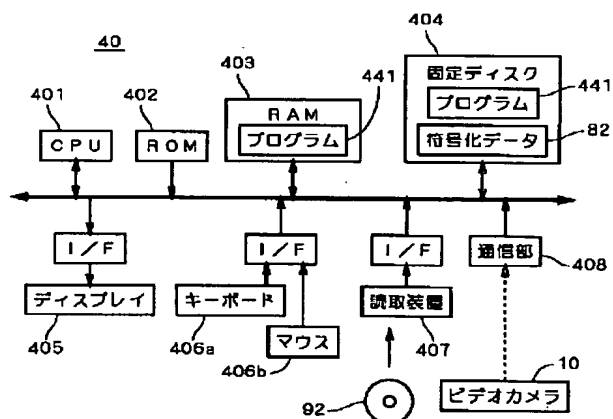 40
401
CPU
402
ROM
403
RAM
プログラム
441
404
固定ディスク
プログラム
441
符号化データ
82
I/F
ディスプレイ
405
I/F
キーボード
406a
マウス
406b
I/F
読取装置
407
92
通信部
408
10
ビデオカメラ